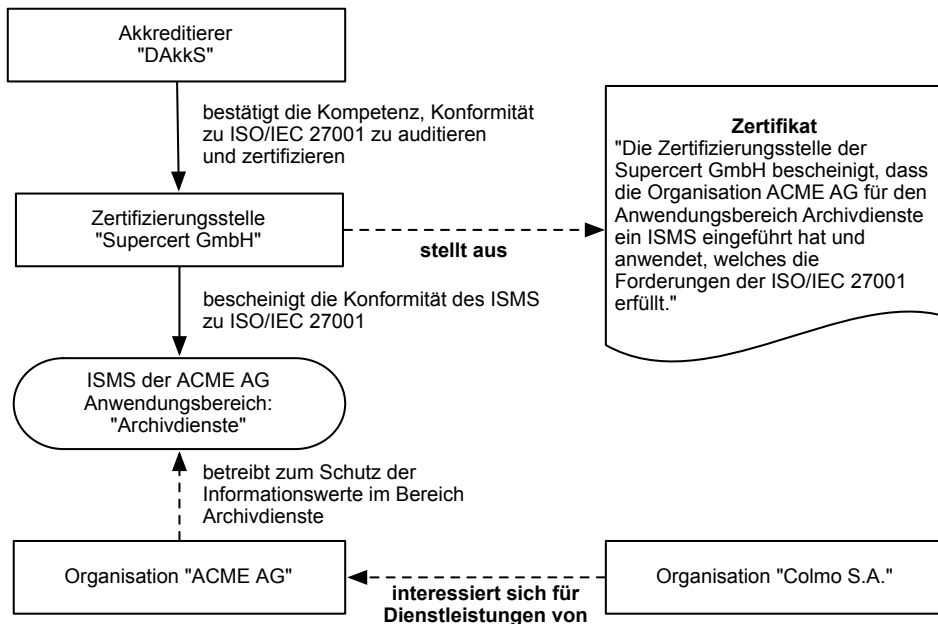 Akkreditierer
"DAkkS"
bestätigt die Kompetenz, Konformität
zu ISO/IEC 27001 zu auditieren
und zertifizieren
Zertifizierungsstelle
"Supercert GmbH"
stellt aus
Zertifikat
"Die Zertifizierungsstelle der
Supercert GmbH bescheinigt, dass
die Organisation ACME AG für den
Anwendungsbereich Archivdienste
ein ISMS eingeführt hat und
anwendet, welches die
Forderungen der ISO/IEC 27001
erfüllt."
bescheinigt die Konformität des ISMS
zu ISO/IEC 27001
ISMS der ACME AG
Anwendungsbereich:
"Archivdienste"
betreibt zum Schutz der
Informationswerte im Bereich
Archivdienste
Organisation "ACME AG"
interessiert sich für
Dienstleistungen von
Organisation "Colmo S.A."